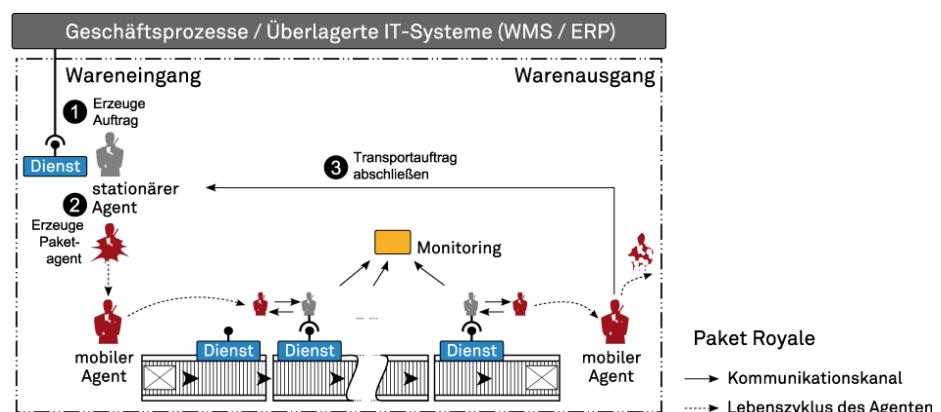 Geschäftsprozesse / Überlagerte IT-Systeme (WMS / ERP)
Wareneingang
Warenausgang
1 Erzeuge
Auftrag
Dienst
stationärer
Agent
3 Transportauftrag
abschließen
2
Erzeuge
Paket-
agent
Monitoring
... ...
mobiler
Agent
Dienst
Dienst
Dienst
... ...
mobiler
Agent
Paket Royale
Kommunikationskanal
Lebenszyklus des Agenten